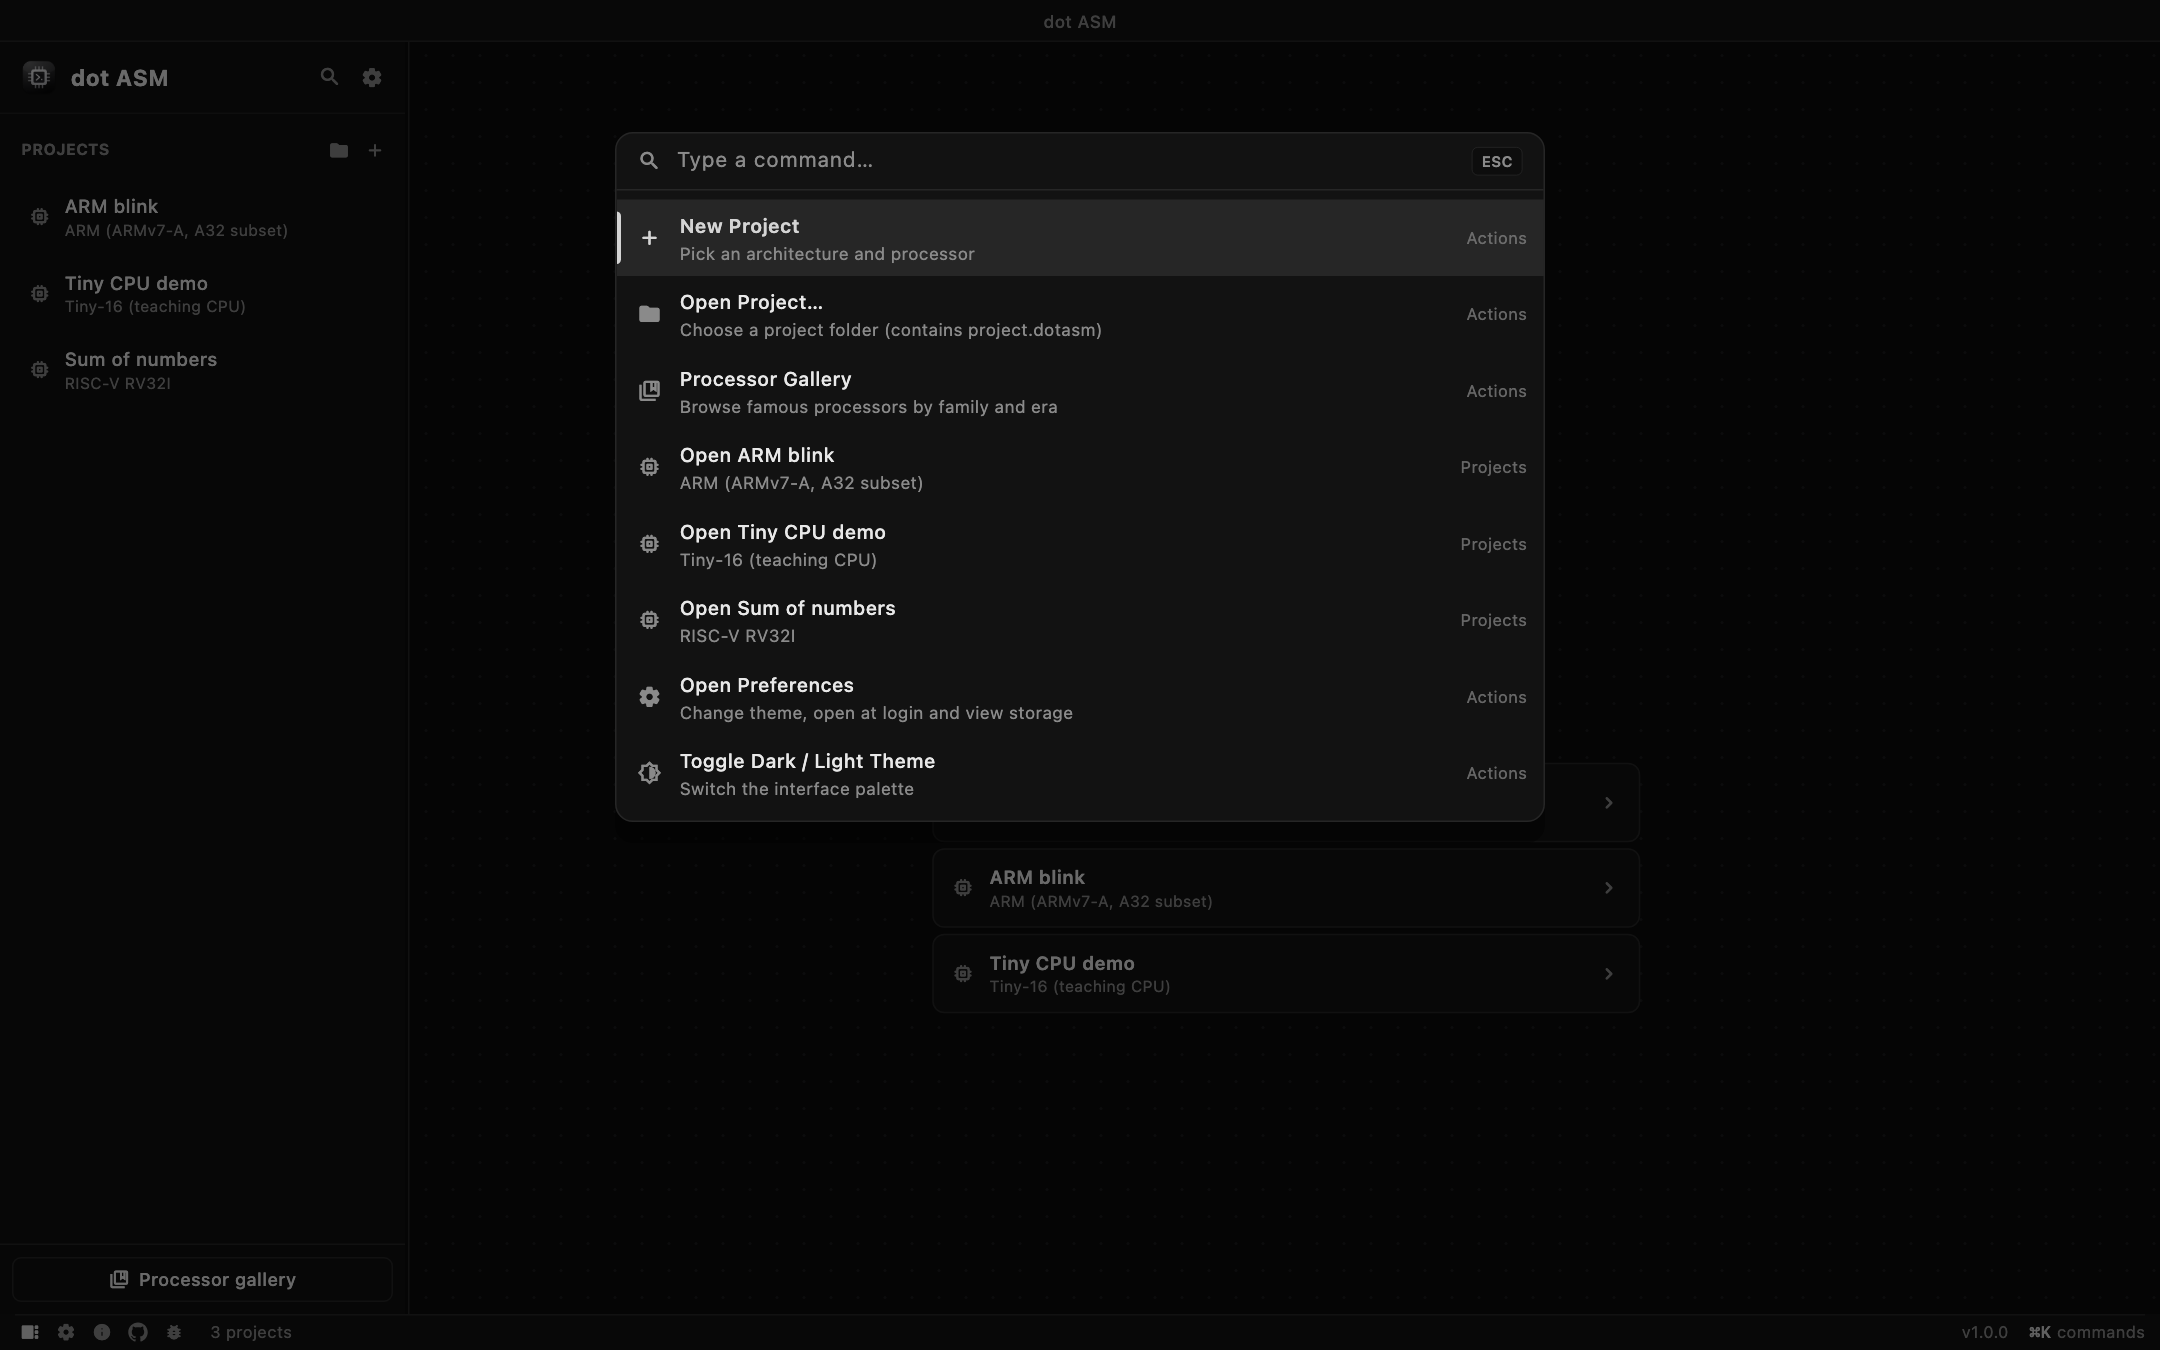 dot ASM
dot ASM
PROJECTS
ARM blink
ARM (ARMv7-A, A32 subset)
Tiny CPU demo
Tiny-16 (teaching CPU)
Sum of numbers
RISC-V RV32I
Type a command...
ESC
New Project
Pick an architecture and processor
Actions
Open Project...
Choose a project folder (contains project.dotasm)
Actions
Processor Gallery
Browse famous processors by family and era
Actions
Open ARM blink
ARM (ARMv7-A, A32 subset)
Projects
Open Tiny CPU demo
Tiny-16 (teaching CPU)
Projects
Open Sum of numbers
RISC-V RV32I
Projects
Open Preferences
Change theme, open at login and view storage
Actions
Toggle Dark / Light Theme
Switch the interface palette
Actions
ARM blink
ARM (ARMv7-A, A32 subset)
Tiny CPU demo
Tiny-16 (teaching CPU)
Processor gallery
3 projects
v1.0.0
⌘K commands